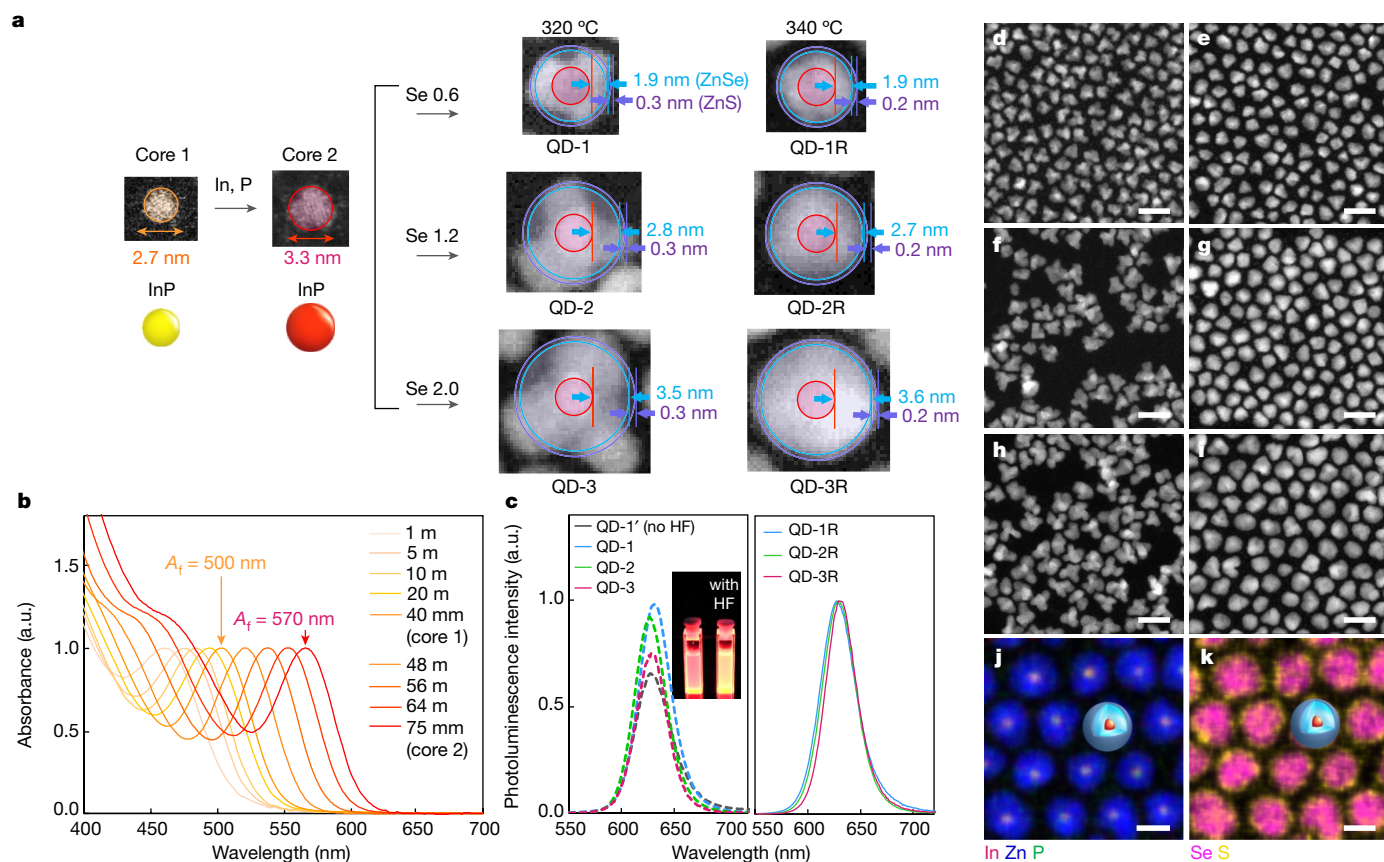 a
320 ºC
340 ºC
Se 0.6
1.9 nm (ZnSe)
0.3 nm (ZnS)
1.9 nm
0.2 nm
QD-1
QD-1R
Core 1
Core 2
In, P
2.7 nm
3.3 nm
InP
InP
Se 1.2
2.8 nm
0.3 nm
2.7 nm
0.2 nm
QD-2
QD-2R
Se 2.0
3.5 nm
0.3 nm
3.6 nm
0.2 nm
QD-3
QD-3R
b
Absorbance (a.u.)
1.5
1.0
0.5
0.0
Af = 500 nm
Af = 570 nm
1 m
5 m
10 m
20 m
40 mm
(core 1)
48 m
56 m
64 m
75 mm
(core 2)
400 450 500 550 600 650 700
Wavelength (nm)
c
Photoluminescence intensity (a.u.)
1.0
0.5
0.0
QD-1′ (no HF)
QD-1
QD-2
QD-3
with
HF
QD-1R
QD-2R
QD-3R
550 600 650 700
550 600 650 700
Wavelength (nm)
d
e
f
g
h
i
j
k
In Zn P
Se S